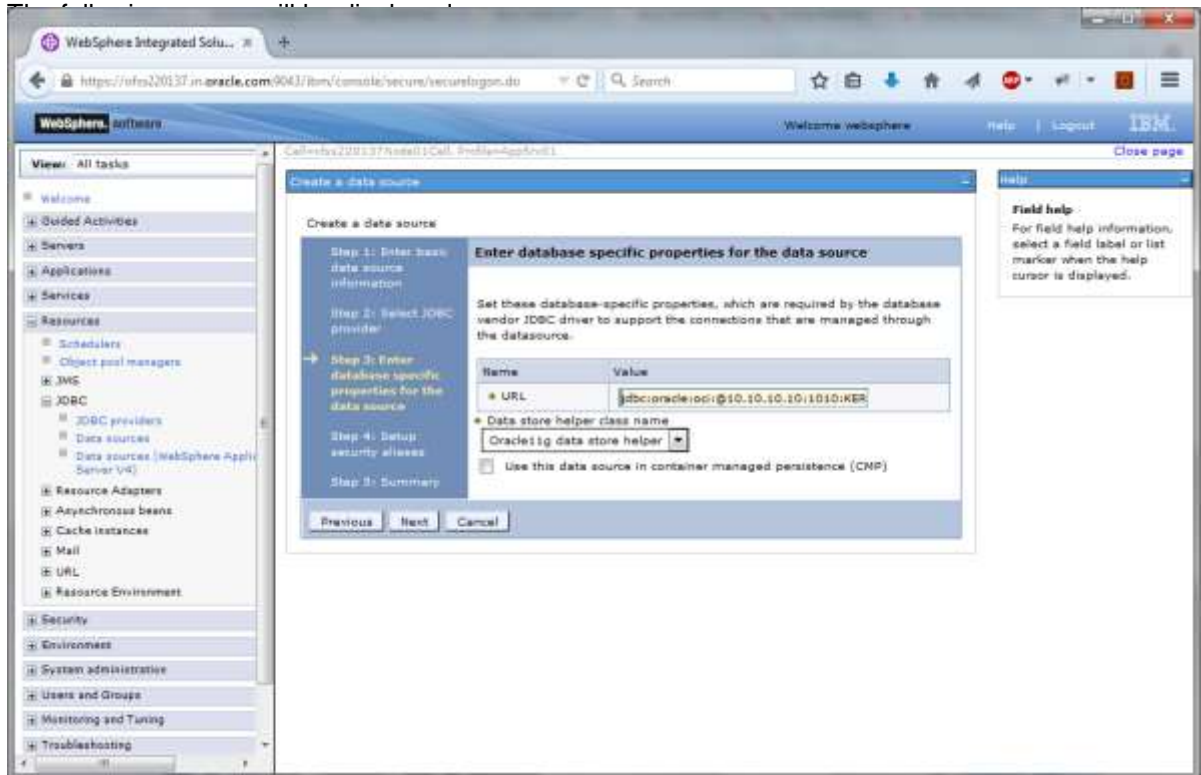 WebSphere Integrated Solu...
https://ofss220137.in.oracle.com:9043/ibm/console/secure/securelogon.do
Search
WebSphere. software
Welcome websphere
Help | Logout
IBM.
View: All tasks
Close page
Welcome
Guided Activities
Servers
Applications
Services
Resources
Schedulers
Object pool managers
JMS
JDBC
JDBC providers
Data sources
Data sources (WebSphere Applic
Server V4)
Resource Adapters
Asynchronous beans
Cache instances
Mail
URL
Resource Environment
Security
Environment
System administration
Users and Groups
Monitoring and Tuning
Troubleshooting
Create a data source
Create a data source
Step 1: Enter basic
data source
information
Step 2: Select JDBC
provider
Step 3: Enter
database specific
properties for the
data source
Step 4: Setup
security aliases
Step 5: Summary
Enter database specific properties for the data source
Set these database-specific properties, which are required by the database
vendor JDBC driver to support the connections that are managed through
the datasource.
Name Value
URL jdbc:oracle:oci:@10.10.10.10:1010:KER
Data store helper class name
Oracle11g data store helper
Use this data source in container managed persistence (CMP)
Previous Next Cancel
Help
Field help
For field help information,
select a field label or list
marker when the help
cursor is displayed.